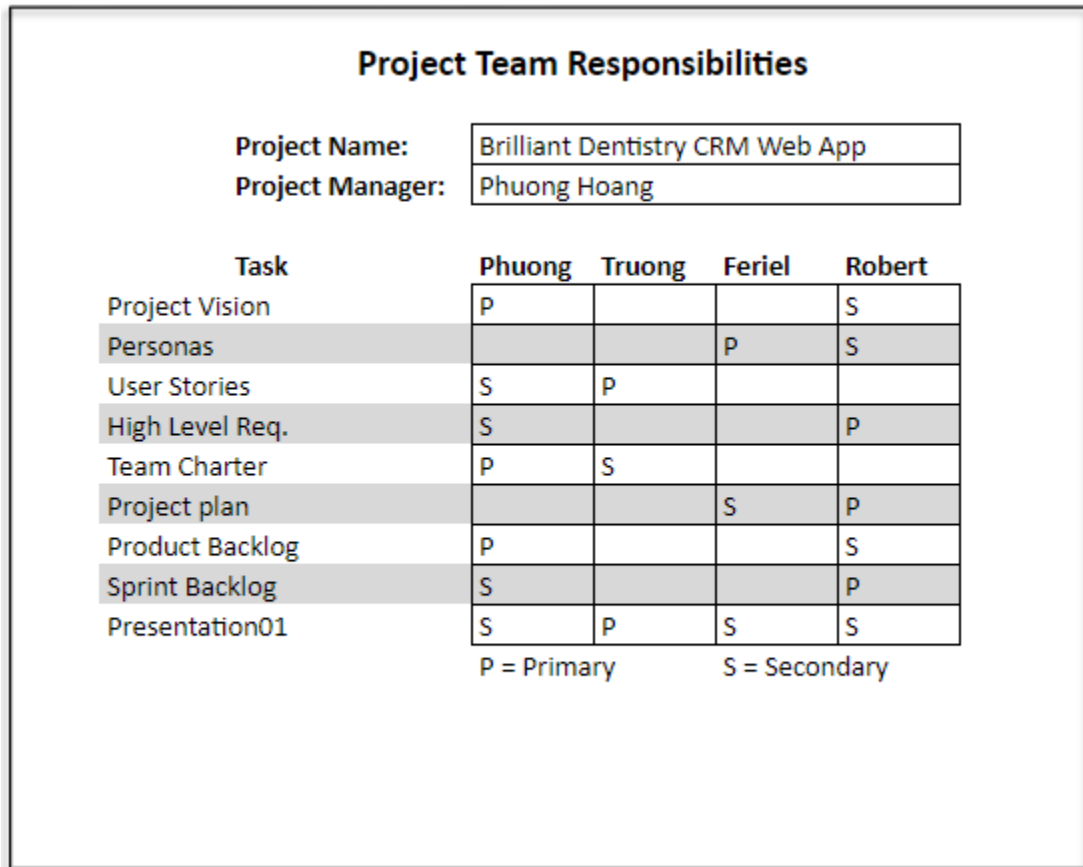 Project Team Responsibilities
Project Name: Brilliant Dentistry CRM Web App
Project Manager: Phuong Hoang
Task Phuong Truong Feriel Robert
Project Vision P S
Personas P S
User Stories S P
High Level Req. S P
Team Charter P S
Project plan S P
Product Backlog P S
Sprint Backlog S P
Presentation01 S P S S
P = Primary S = Secondary